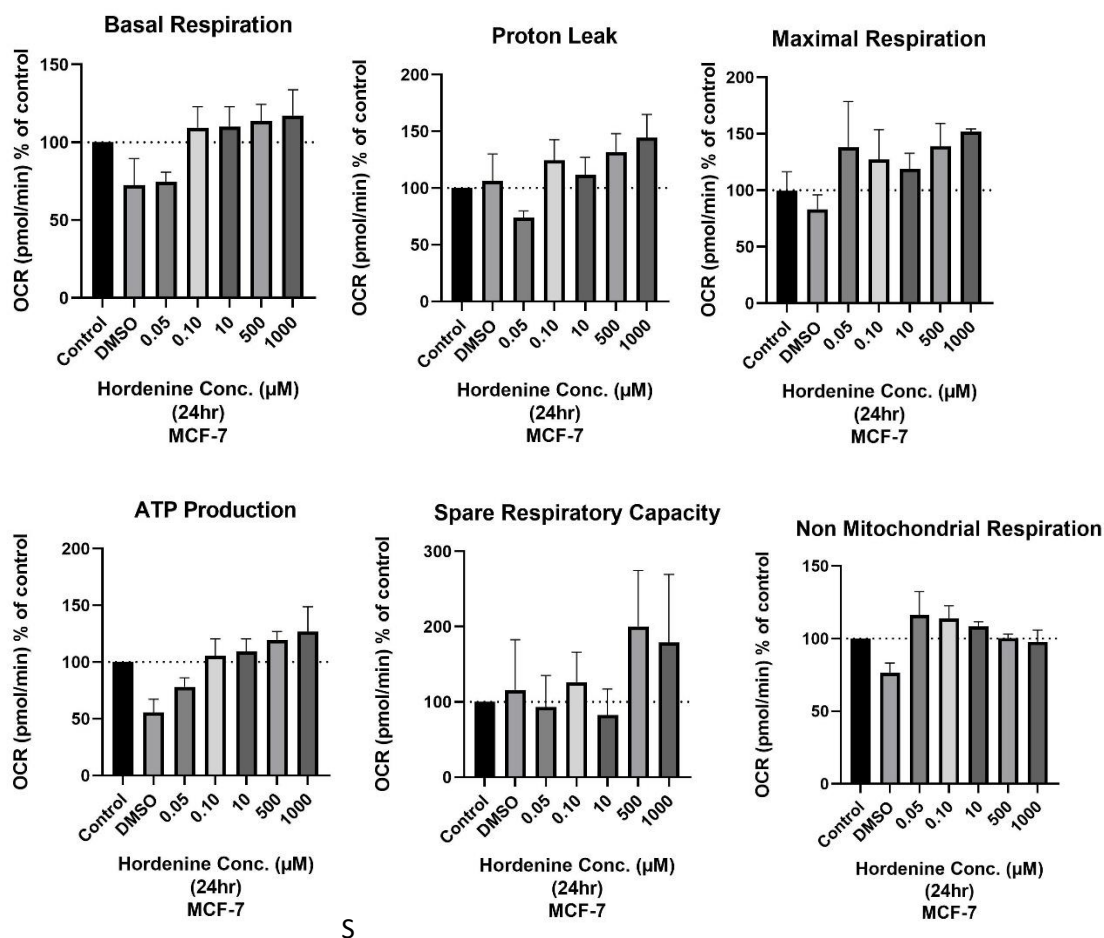 Basal Respiration
OCR (pmol/min) % of control
150
100
50
0
Control
DMSO
0.05
0.10
10
500
1000
Hordenine Conc. (µM)
(24hr)
MCF-7
Proton Leak
OCR (pmol/min) % of control
200
150
100
50
0
Control
DMSO
0.05
0.10
10
500
1000
Hordenine Conc. (µM)
(24hr)
MCF-7
Maximal Respiration
OCR (pmol/min) % of control
200
150
100
50
0
Control
DMSO
0.05
0.10
10
500
1000
Hordenine Conc. (µM)
(24hr)
MCF-7
ATP Production
OCR (pmol/min) % of control
200
150
100
50
0
Control
DMSO
0.05
0.10
10
500
1000
Hordenine Conc. (µM)
(24hr)
MCF-7
Spare Respiratory Capacity
OCR (pmol/min) % of control
300
200
100
0
Control
DMSO
0.05
0.10
10
500
1000
Hordenine Conc. (µM)
(24hr)
MCF-7
Non Mitochondrial Respiration
OCR (pmol/min) % of control
150
100
50
0
Control
DMSO
0.05
0.10
10
500
1000
Hordenine Conc. (µM)
(24hr)
MCF-7
S